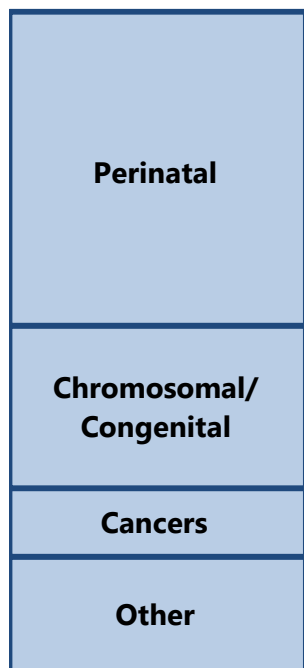 Perinatal
Chromosomal/
Congenital
Cancers
Other